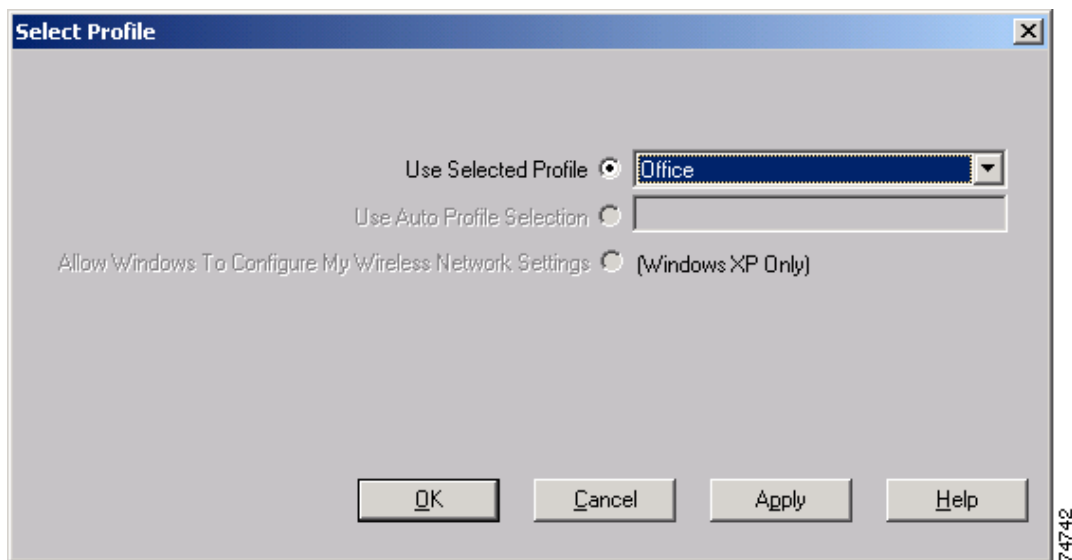 Select Profile
Use Selected Profile Office
Use Auto Profile Selection
Allow Windows To Configure My Wireless Network Settings (Windows XP Only)
OK Cancel Apply Help
74742